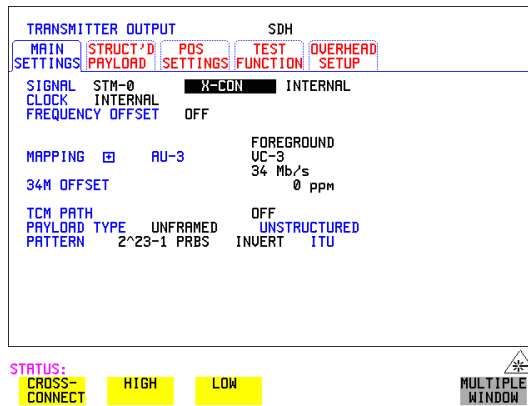 TRANSMITTER OUTPUT SDH
MAIN SETTINGS
STRUCT'D PAYLOAD
POS SETTINGS
TEST FUNCTION
OVERHEAD SETUP
SIGNAL STM-0 X-CON INTERNAL
CLOCK INTERNAL
FREQUENCY OFFSET OFF
FOREGROUND
MAPPING + AU-3 VC-3
34 Mb/s
34M OFFSET 0 ppm
TCM PATH OFF
PAYLOAD TYPE UNFRAMED UNSTRUCTURED
PATTERN 2^23-1 PRBS INVERT ITU
STATUS:
CROSS-CONNECT
HIGH
LOW
MULTIPLE WINDOW